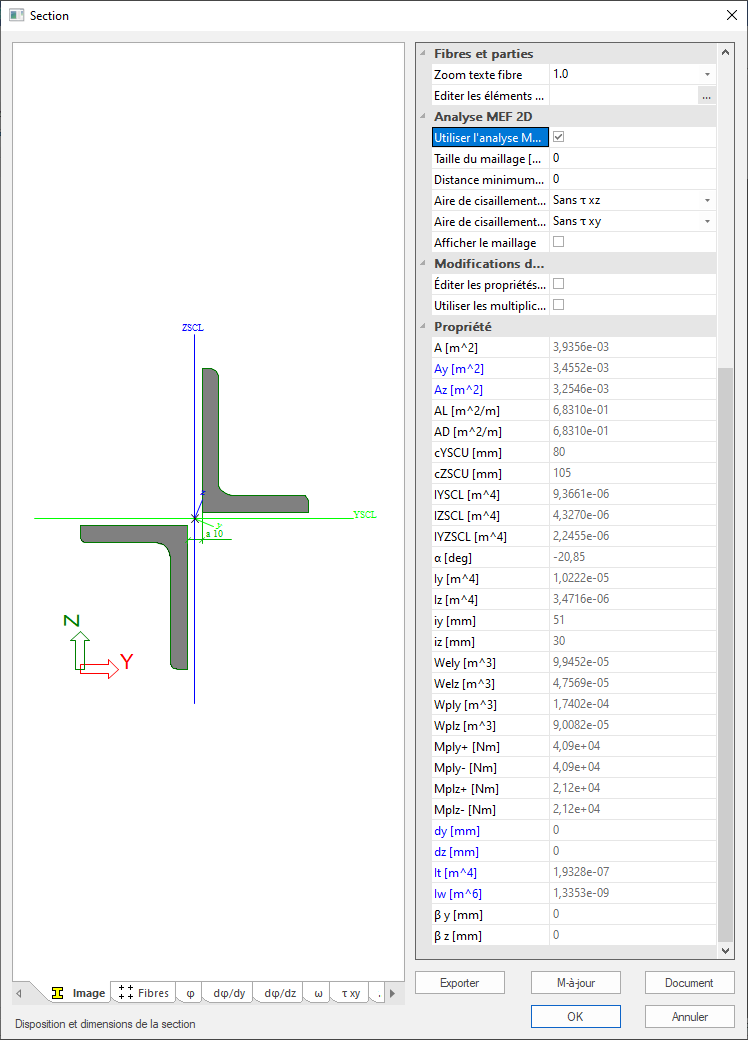 Section
Fibres et parties
Zoom texte fibre 1.0
Editer les éléments ... ...
Analyse MEF 2D
Utiliser l'analyse M...
Taille du maillage [... 0
Distance minimum... 0
Aire de cisaillement... Sans τ xz
Aire de cisaillement... Sans τ xy
Afficher le maillage
Modifications d...
Éditer les propriétés...
Utiliser les multiplic...
Propriété
A [m^2] 3,9356e-03
Ay [m^2] 3,4552e-03
Az [m^2] 3,2546e-03
AL [m^2/m] 6,8310e-01
AD [m^2/m] 6,8310e-01
cYSCU [mm] 80
cZSCU [mm] 105
IYSCL [m^4] 9,3661e-06
IZSCL [m^4] 4,3270e-06
IYZSCL [m^4] 2,2455e-06
α [deg] -20,85
Iy [m^4] 1,0222e-05
Iz [m^4] 3,4716e-06
iy [mm] 51
iz [mm] 30
Wely [m^3] 9,9452e-05
Welz [m^3] 4,7569e-05
Wply [m^3] 1,7402e-04
Wplz [m^3] 9,0082e-05
Mply+ [Nm] 4,09e+04
Mply- [Nm] 4,09e+04
Mplz+ [Nm] 2,12e+04
Mplz- [Nm] 2,12e+04
dy [mm] 0
dz [mm] 0
It [m^4] 1,9328e-07
Iw [m^6] 1,3353e-09
β y [mm] 0
β z [mm] 0
ZSCL
YSCL
z
y
a 10
Z
Y
Image Fibres φ dφ/dy dφ/dz ω τ xy .
Disposition et dimensions de la section
Exporter M-à-jour Document
OK Annuler